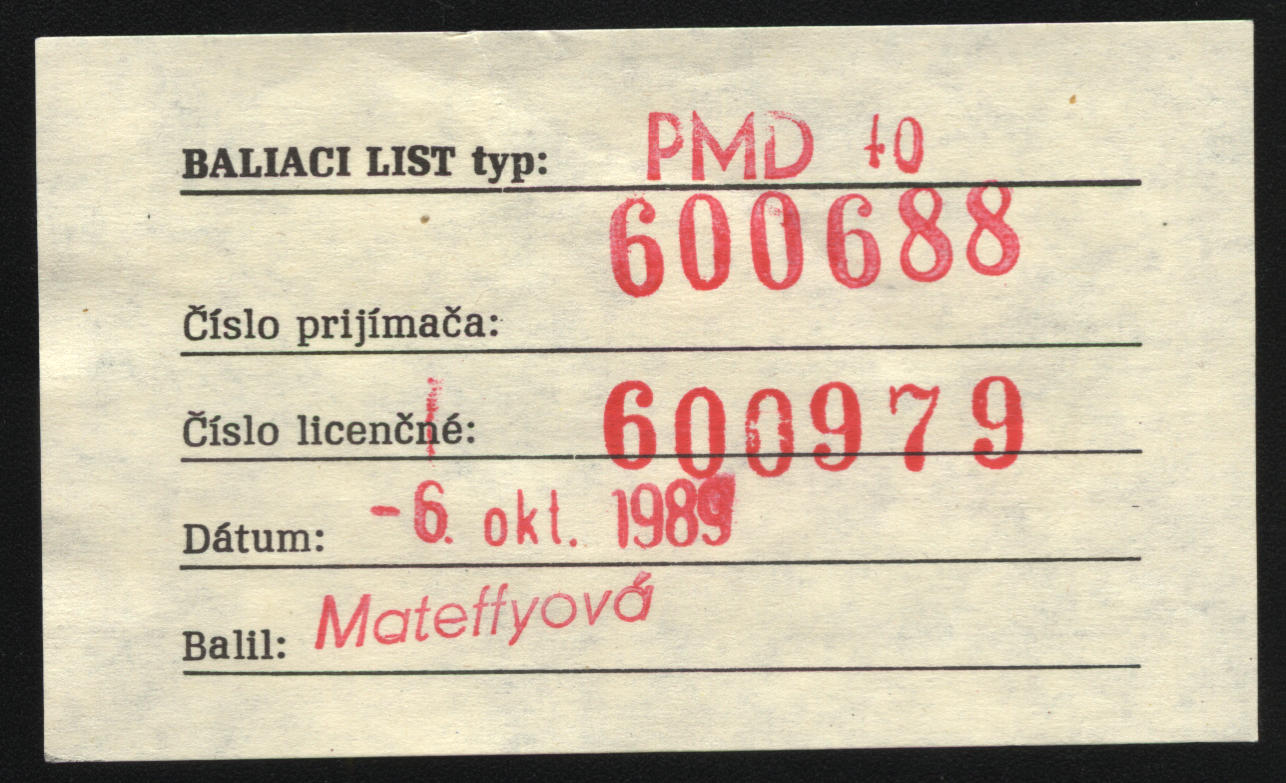 BALIACI LIST typ: PMD 40
600688
Číslo prijímača:
Číslo licenčné: 600979
Dátum: -6. okt. 1989
Balil: Mateffyová